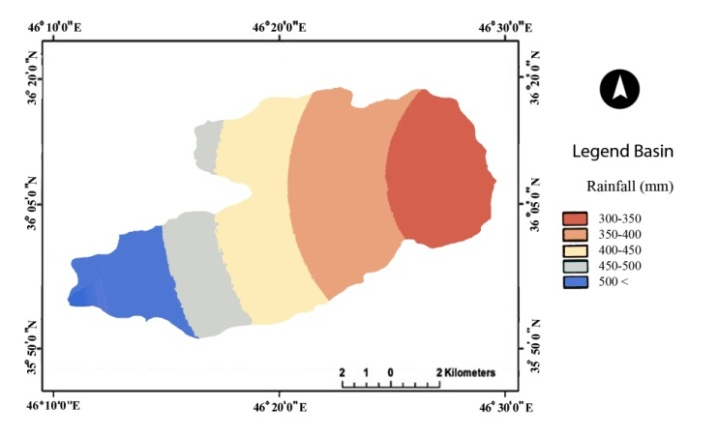 46°10'0"E 46°20'0"E 46°30'0"E
36°20'0"N 36°20'0"N
Legend Basin
Rainfall (mm)
36°05'0"N 36°05'0"N
300-350
350-400
400-450
450-500
500 <
35°50'0"N 35°50'0"N
2 1 0 2 Kilometers
46°10'0"E 46°20'0"E 46°30'0"E